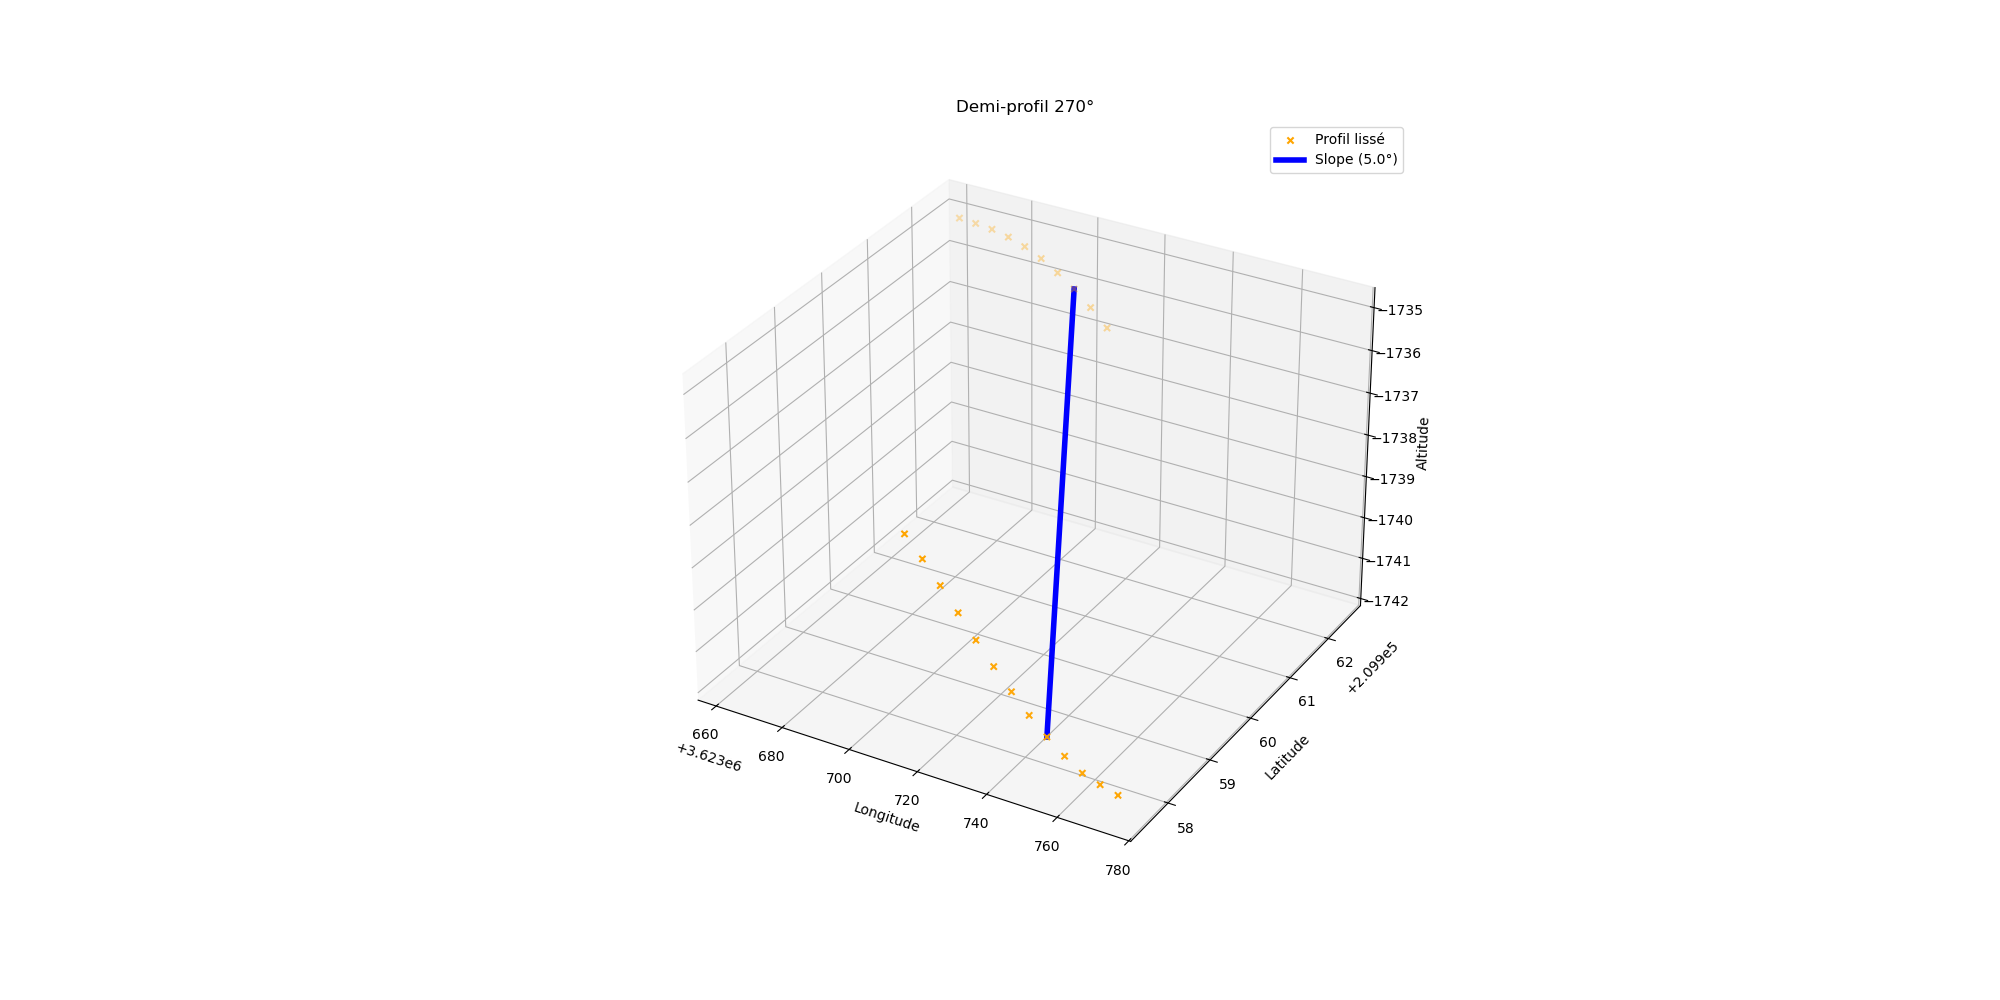 Demi-profil 270°
Profil lissé
Slope (5.0°)
−1735
−1736
−1737
−1738
−1739
−1740
−1741
−1742
Altitude
62
61
60
59
58
+2.099e5
Latitude
660
680
700
720
740
760
780
+3.623e6
Longitude